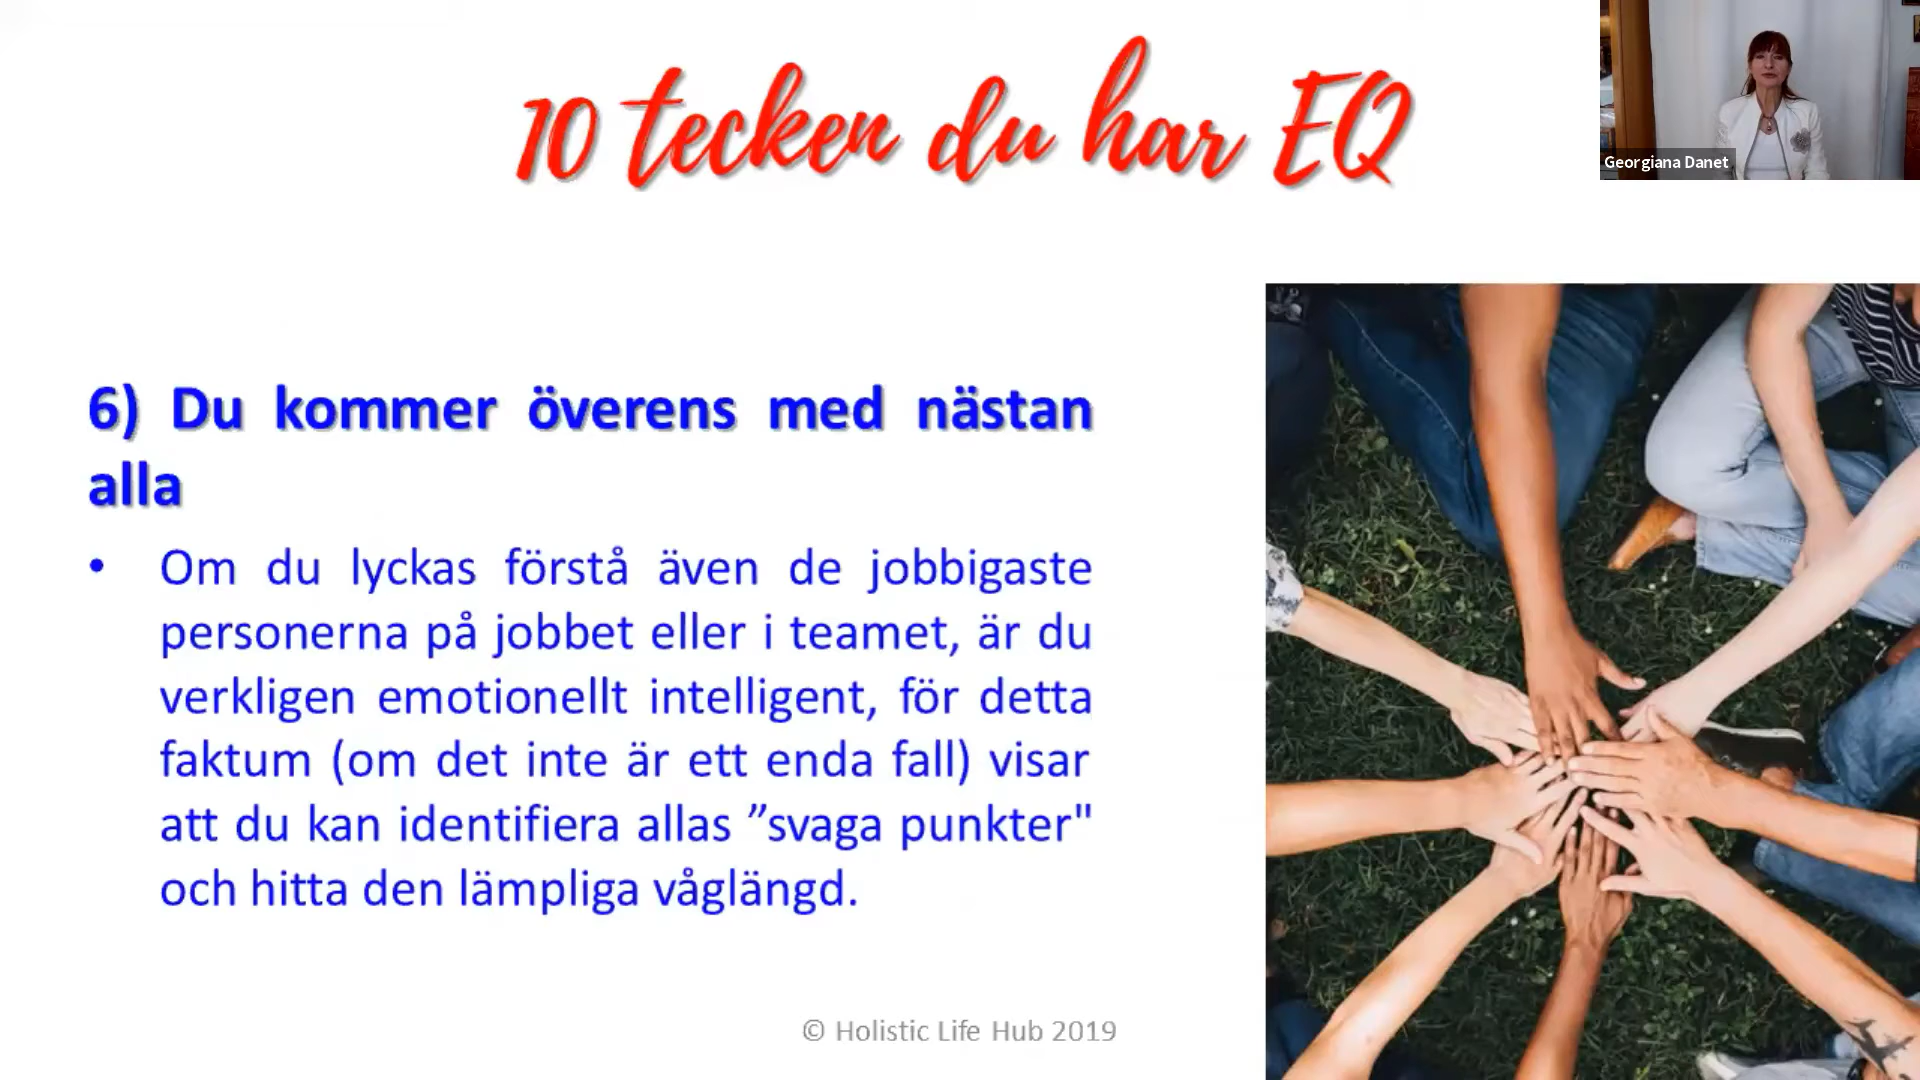 10 tecken du har EQ
Georgiana Danet
6) Du kommer överens med nästan
alla
• Om du lyckas förstå även de jobbigaste
personerna på jobbet eller i teamet, är du
verkligen emotionellt intelligent, för detta
faktum (om det inte är ett enda fall) visar
att du kan identifiera allas ”svaga punkter"
och hitta den lämpliga våglängd.
© Holistic Life Hub 2019